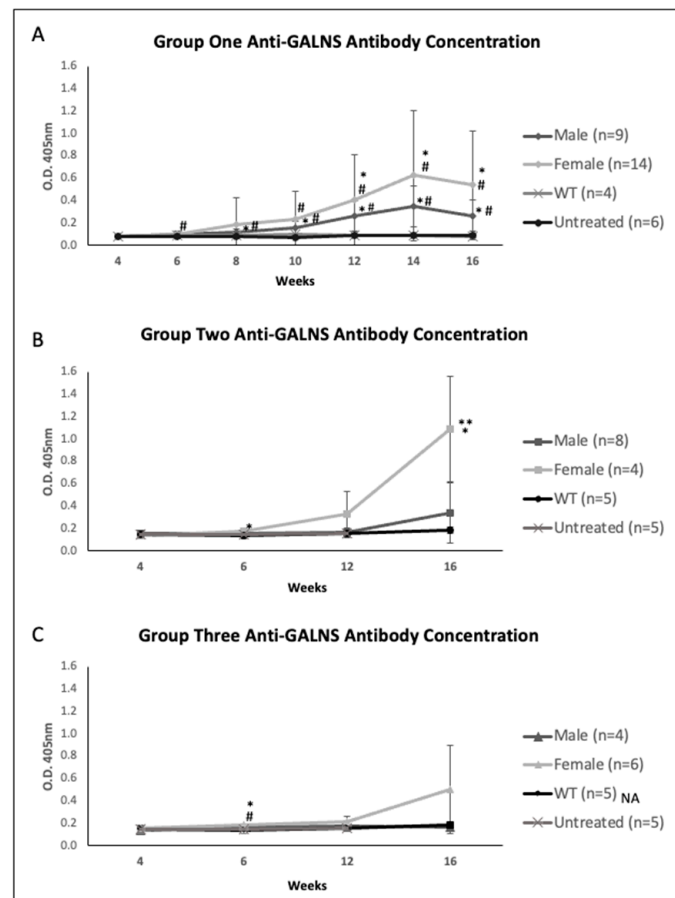 A
Group One Anti-GALNS Antibody Concentration
1.6
1.4
1.2
1.0
0.8
0.6
0.4
0.2
0.0
O.D. 405nm
* #
* #
* #
* #
* #
* #
# * #
* #
#
4 6 8 10 12 14 16
Weeks
Male (n=9)
Female (n=14)
WT (n=4)
Untreated (n=6)
B
Group Two Anti-GALNS Antibody Concentration
1.6
1.4
1.2
1.0
0.8
0.6
0.4
0.2
0.0
O.D. 405nm
**
*
*
4 6 12 16
Weeks
Male (n=8)
Female (n=4)
WT (n=5)
Untreated (n=5)
C
Group Three Anti-GALNS Antibody Concentration
1.6
1.4
1.2
1.0
0.8
0.6
0.4
0.2
0.0
O.D. 405nm
*
#
4 6 12 16
Weeks
Male (n=4)
Female (n=6)
WT (n=5) NA
Untreated (n=5)